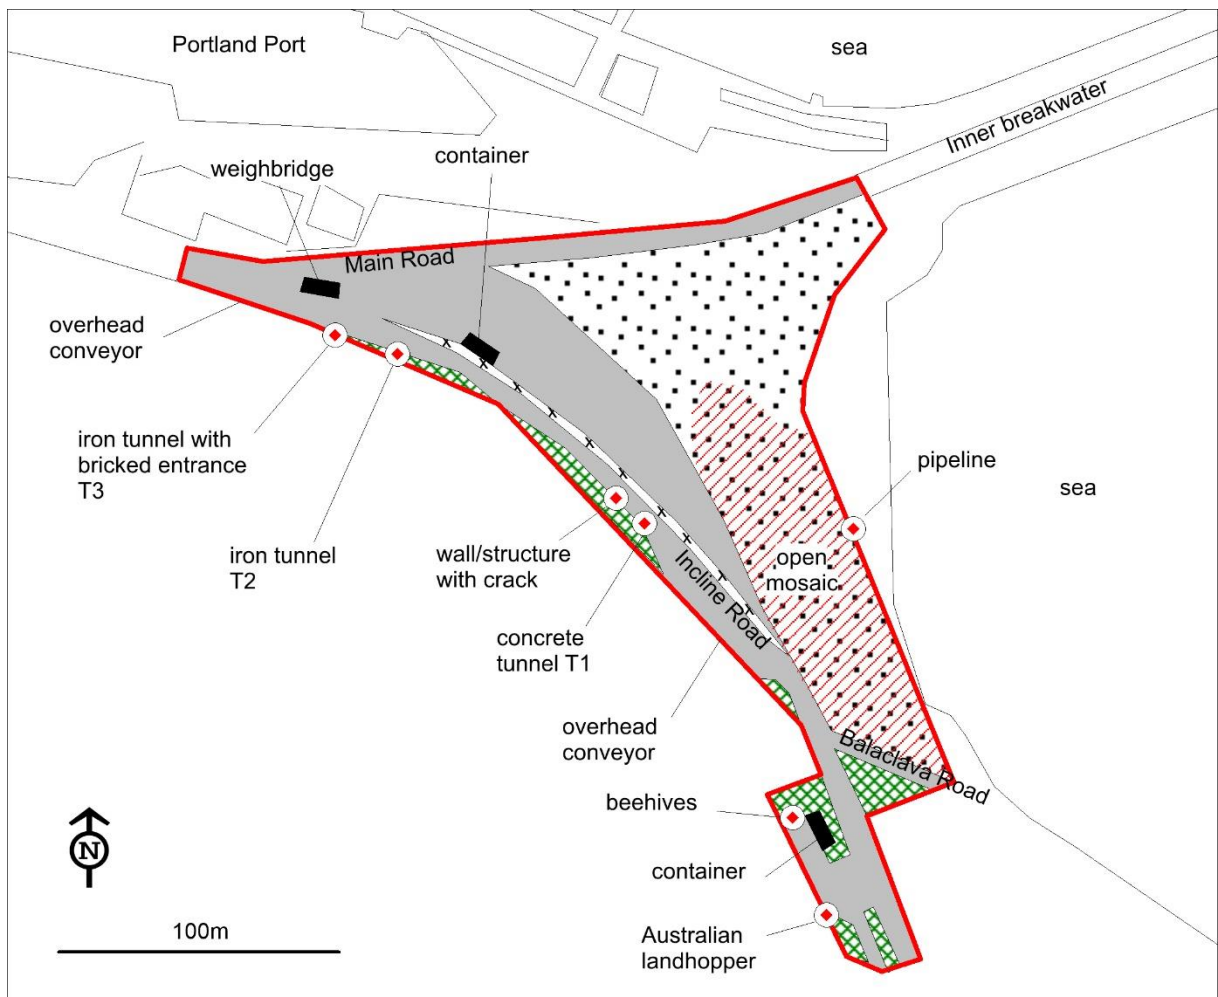 Portland Port
sea
Inner breakwater
container
weighbridge
Main Road
overhead
conveyor
iron tunnel with
bricked entrance
T3
pipeline
sea
iron tunnel
T2
wall/structure
with crack
open
mosaic
Incline Road
concrete
tunnel T1
overhead
conveyor
Balaclava Road
beehives
container
N
100m
Australian
landhopper